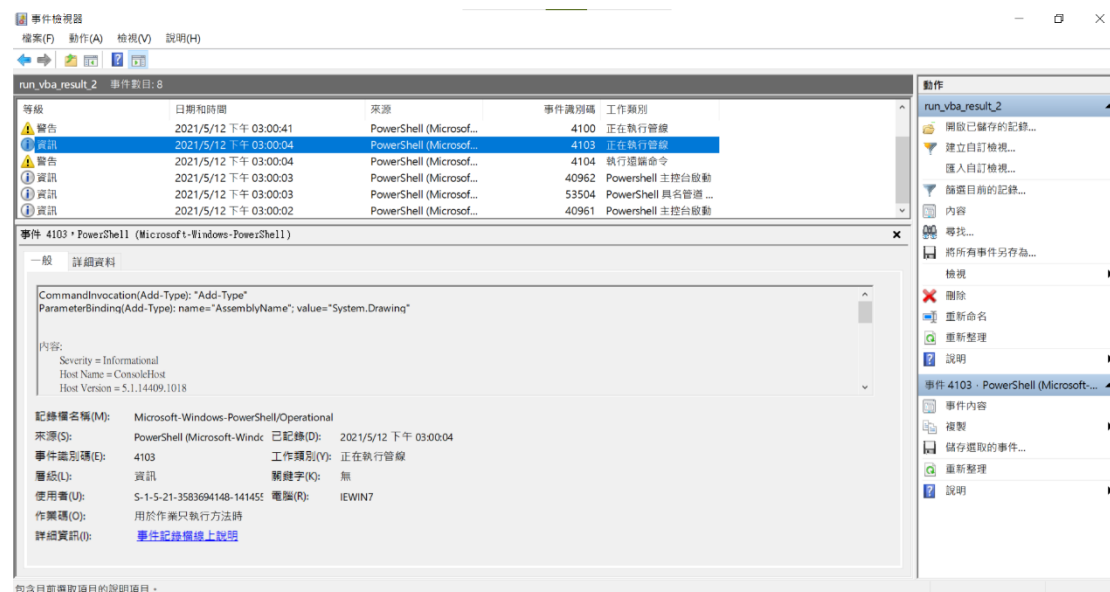 事件檢視器
檔案(F) 動作(A) 檢視(V) 說明(H)
run_vba_result_2 事件數目: 8
等級 日期和時間 來源 事件識別碼 工作類別
警告 2021/5/12 下午 03:00:41 PowerShell (Microsof... 4100 正在執行管線
資訊 2021/5/12 下午 03:00:04 PowerShell (Microsof... 4103 正在執行管線
警告 2021/5/12 下午 03:00:04 PowerShell (Microsof... 4104 執行遠端命令
資訊 2021/5/12 下午 03:00:03 PowerShell (Microsof... 40962 Powershell 主控台啟動
資訊 2021/5/12 下午 03:00:03 PowerShell (Microsof... 53504 PowerShell 具名管道 ...
資訊 2021/5/12 下午 03:00:02 PowerShell (Microsof... 40961 Powershell 主控台啟動
事件 4103，PowerShell (Microsoft-Windows-PowerShell)
一般 詳細資料
CommandInvocation(Add-Type): "Add-Type"
ParameterBinding(Add-Type): name="AssemblyName"; value="System.Drawing"
內容:
Severity = Informational
Host Name = ConsoleHost
Host Version = 5.1.14409.1018
記錄檔名稱(M): Microsoft-Windows-PowerShell/Operational
來源(S): PowerShell (Microsoft-Windc 已記錄(D): 2021/5/12 下午 03:00:04
事件識別碼(E): 4103 工作類別(Y): 正在執行管線
層級(L): 資訊 關鍵字(K): 無
使用者(U): S-1-5-21-3583694148-141455 電腦(R): IEWIN7
作業碼(O): 用於作業只執行方法時
詳細資訊(I): 事件記錄檔線上說明
動作
run_vba_result_2
開啟已儲存的記錄...
建立自訂檢視...
匯入自訂檢視...
篩選目前的記錄...
內容
尋找...
將所有事件另存為...
檢視
刪除
重新命名
重新整理
說明
事件 4103，PowerShell (Microsoft-...
事件內容
複製
儲存選取的事件...
重新整理
說明
包含目前選取項目的說明項目。